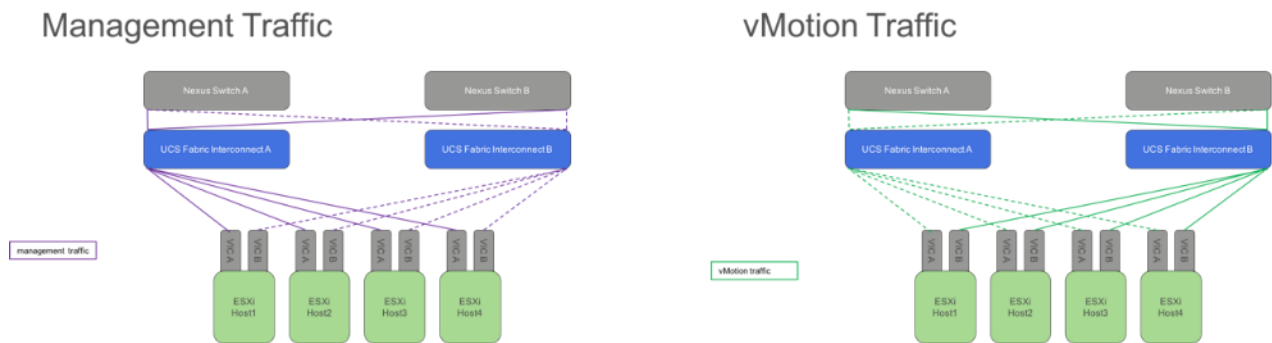 Management Traffic
Nexus Switch A
Nexus Switch B
UCS Fabric Interconnect A
UCS Fabric Interconnect B
management traffic
VIC A
VIC B
VIC A
VIC B
VIC A
VIC B
VIC A
VIC B
ESXi
Host1
ESXi
Host2
ESXi
Host3
ESXi
Host4
vMotion Traffic
Nexus Switch A
Nexus Switch B
UCS Fabric Interconnect A
UCS Fabric Interconnect B
vMotion traffic
VIC A
VIC B
VIC A
VIC B
VIC A
VIC B
VIC A
VIC B
ESXi
Host1
ESXi
Host2
ESXi
Host3
ESXi
Host4